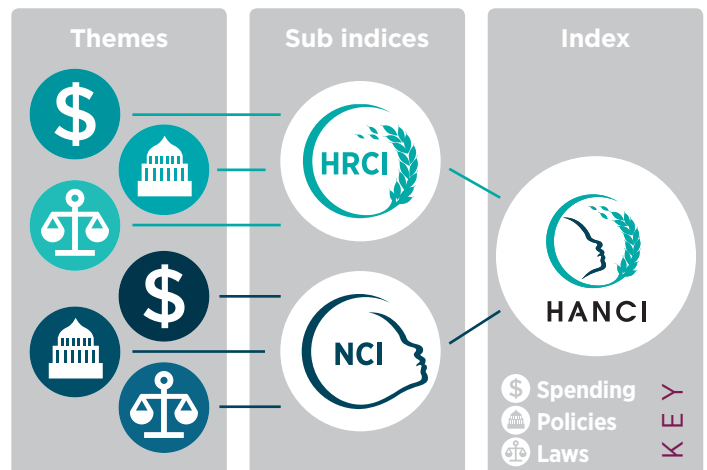 Themes
Sub indices
Index
$
HRCI
$
NCI
HANCI
$ Spending
Policies
Laws
KEY